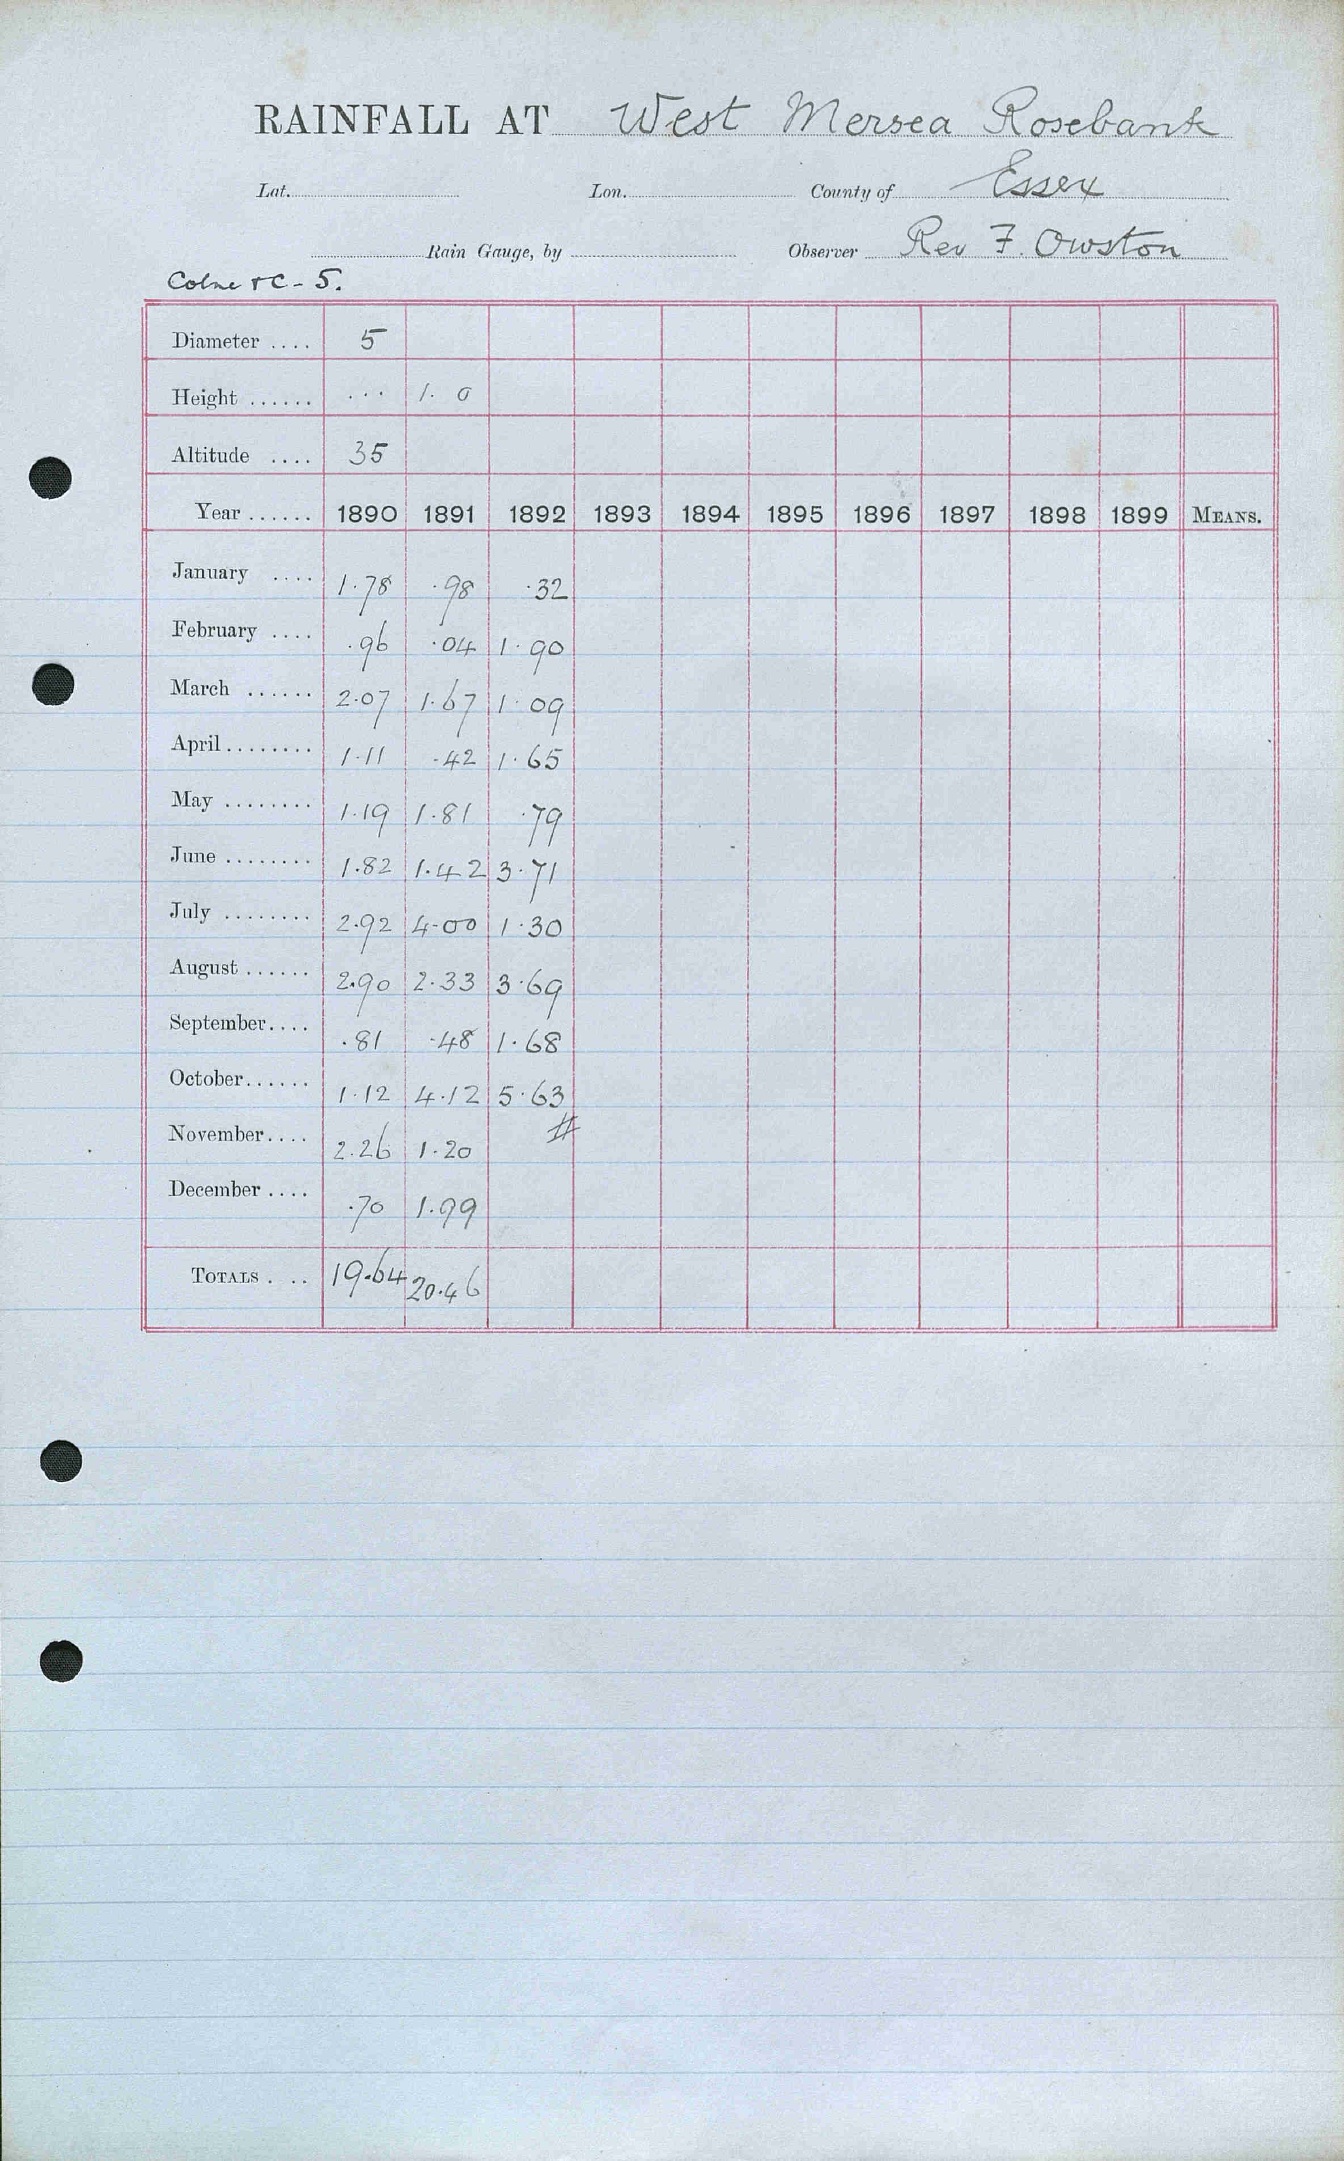 RAINFALL AT West Mersea Rosebank
Lat. Lon. County of Essex
Rain Gauge, by Observer Rev F. Owston
Colne & C - 5.
Diameter .... 5
Height ...... ... 1. 0
Altitude .... 35
Year ...... 1890 1891 1892 1893 1894 1895 1896 1897 1898 1899 MEANS.
January .... 1.78 .98 .32
February .... .96 .04 1.90
March ...... 2.07 1.67 1.09
April ........ 1.11 .42 1.65
May ........ 1.19 1.81 .79
June ........ 1.82 1.42 3.71
July ........ 2.92 4.00 1.30
August ...... 2.90 2.33 3.69
September.... .81 .48 1.68
October...... 1.12 4.12 5.63
November.... 2.26 1.20 #
December .... .70 1.99
TOTALS . .. 19.64 20.46